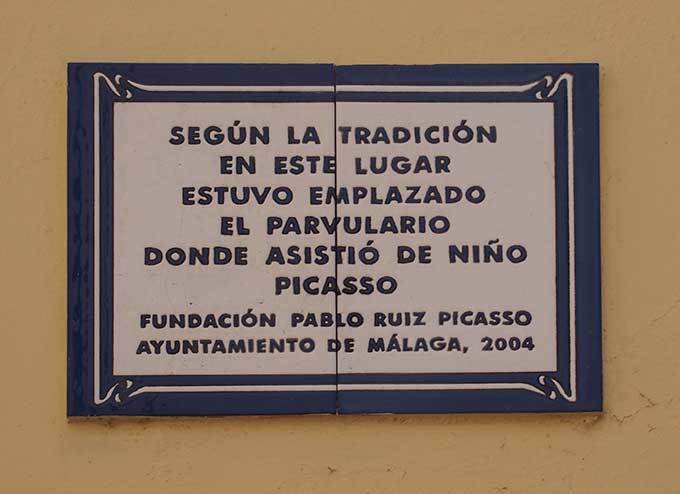 SEGÚN LA TRADICIÓN
EN ESTE LUGAR
ESTUVO EMPLAZADO
EL PARVULARIO
DONDE ASISTIÓ DE NIÑO
PICASSO
FUNDACIÓN PABLO RUIZ PICASSO
AYUNTAMIENTO DE MÁLAGA, 2004